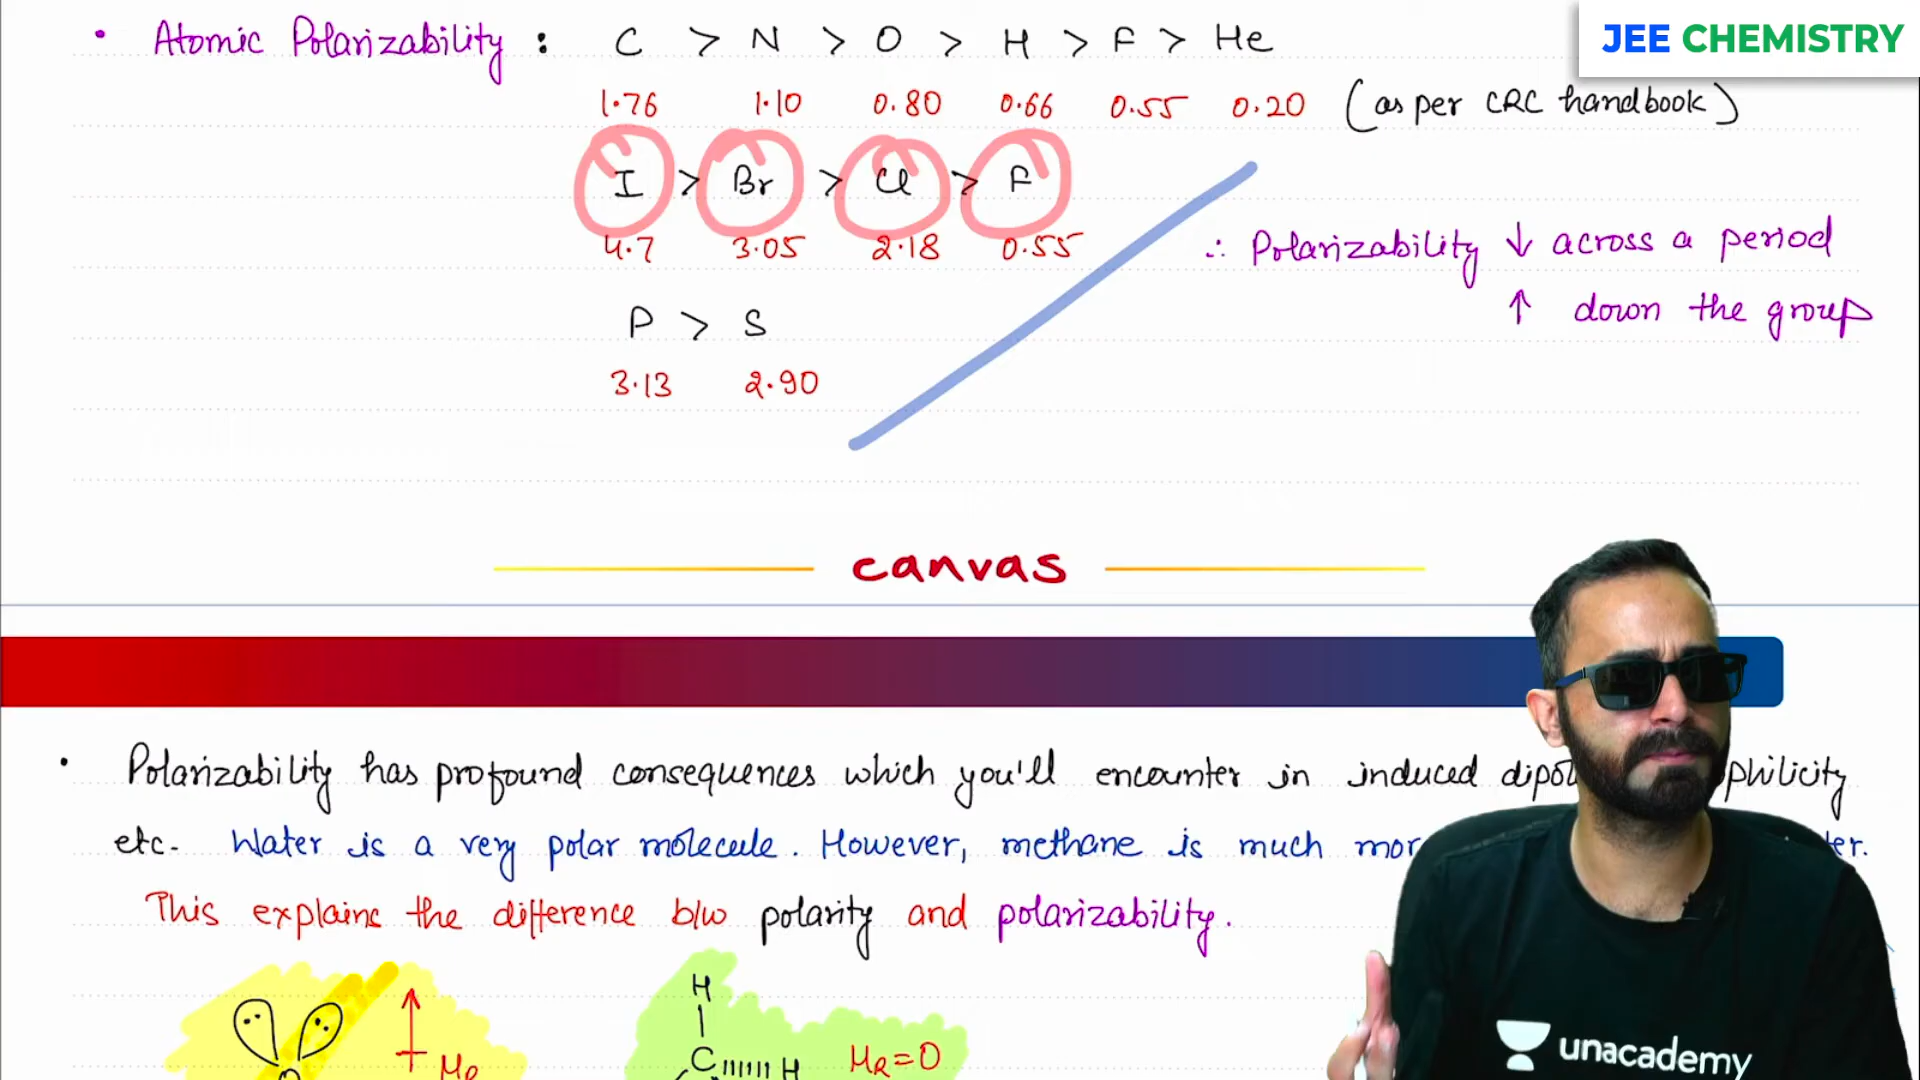 JEE CHEMISTRY
• Atomic Polarizability : C > N > O > H > F > He
1.76 1.10 0.80 0.66 0.55 0.20 (as per CRC handbook)
I > Br > Cl > F
4.7 3.05 2.18 0.55
∴ Polarizability ↓ across a period
↑ down the group
P > S
3.13 2.90
canvas
• Polarizability has profound consequences which you'll encounter in induced dipo philicity
etc. Water is a very polar molecule. However, methane is much mor ter.
This explains the difference b/w polarity and polarizability.
H
C H
μR=0
μR
unacademy